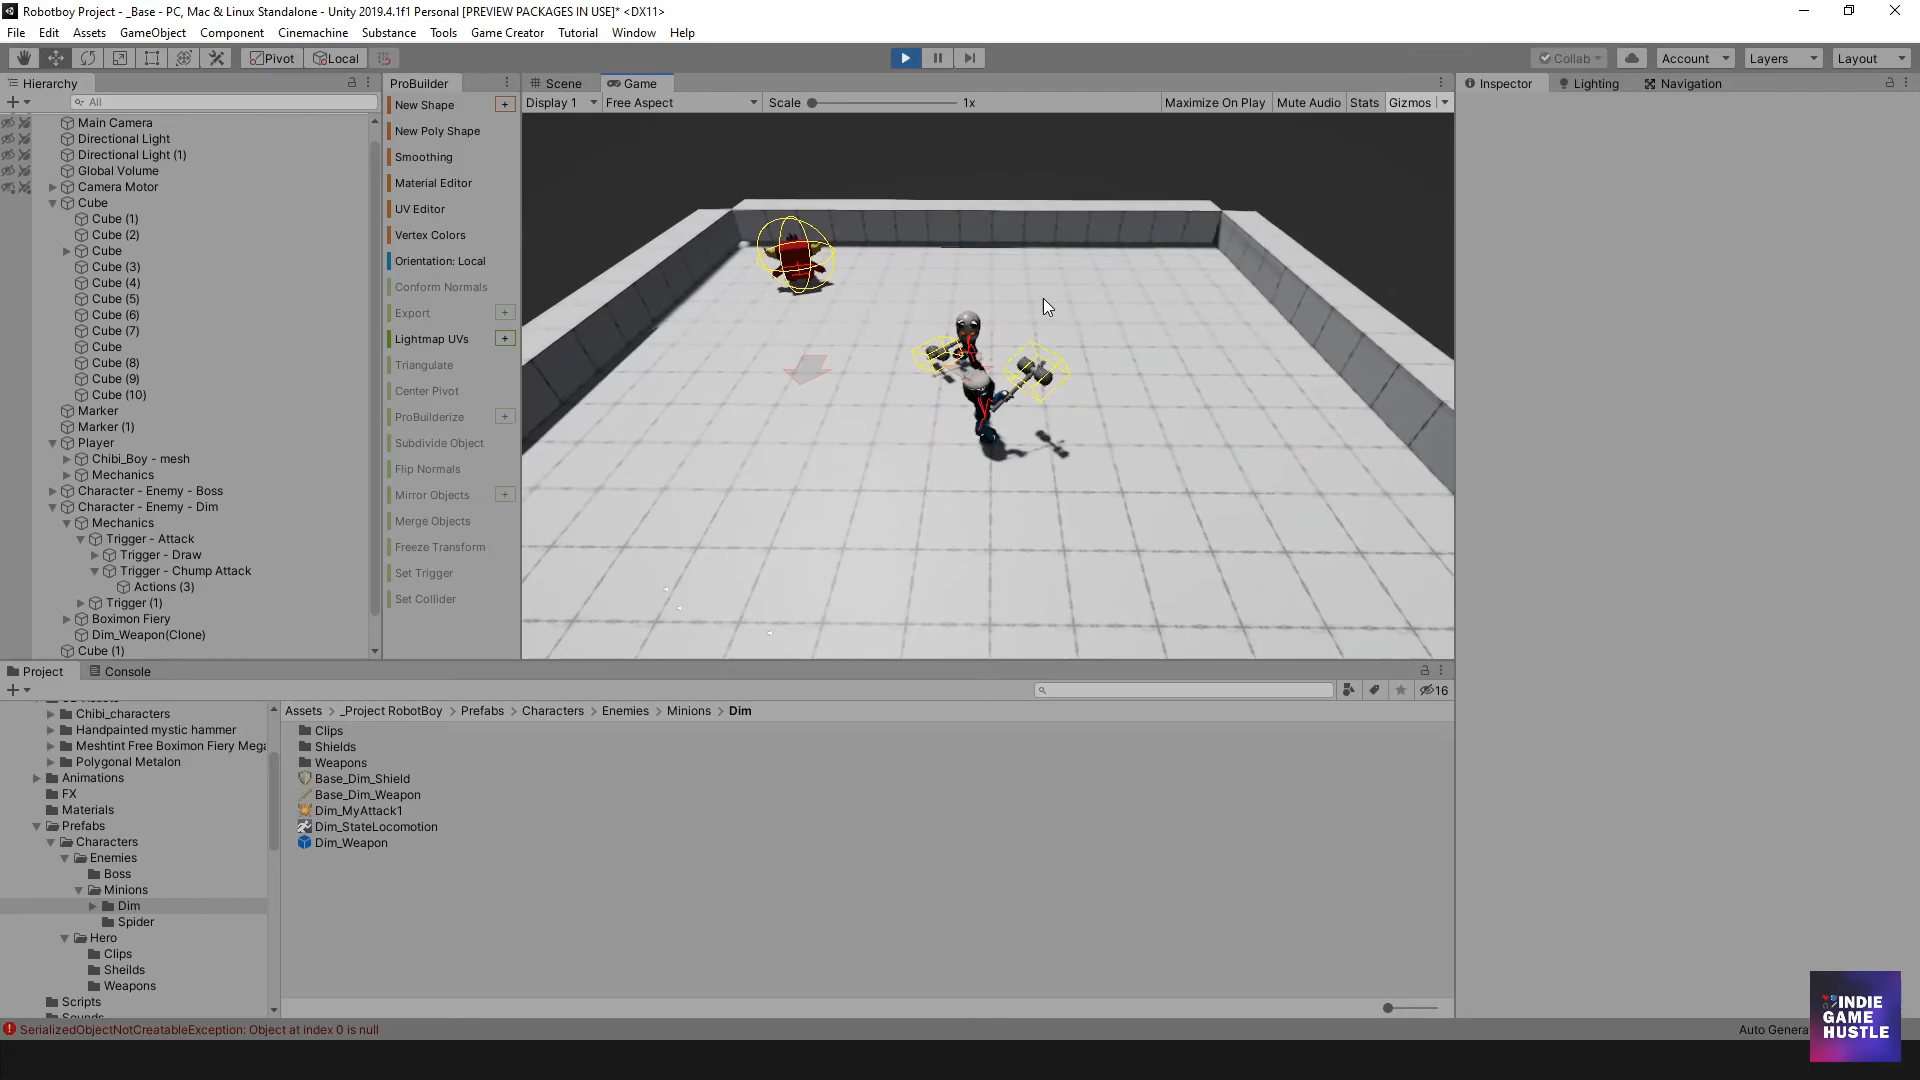 Robotboy Project - _Base - PC, Mac & Linux Standalone - Unity 2019.4.1f1 Personal [PREVIEW PACKAGES IN USE]* <DX11>
File Edit Assets GameObject Component Cinemachine Substance Tools Game Creator Tutorial Window Help
Pivot Local Collab Account Layers Layout
Hierarchy ProBuilder Scene Game Inspector Lighting Navigation
All
Display 1 Free Aspect Scale 1x Maximize On Play Mute Audio Stats Gizmos
Main Camera
Directional Light
Directional Light (1)
Global Volume
Camera Motor
Cube
Cube (1)
Cube (2)
Cube
Cube (3)
Cube (4)
Cube (5)
Cube (6)
Cube (7)
Cube
Cube (8)
Cube (9)
Cube (10)
Marker
Marker (1)
Player
Chibi_Boy - mesh
Mechanics
Character - Enemy - Boss
Character - Enemy - Dim
Mechanics
Trigger - Attack
Trigger - Draw
Trigger - Chump Attack
Actions (3)
Trigger (1)
Boximon Fiery
Dim_Weapon(Clone)
Cube (1)
New Shape
New Poly Shape
Smoothing
Material Editor
UV Editor
Vertex Colors
Orientation: Local
Conform Normals
Export
Lightmap UVs
Triangulate
Center Pivot
ProBuilderize
Subdivide Object
Flip Normals
Mirror Objects
Merge Objects
Freeze Transform
Set Trigger
Set Collider
Project Console
16
Chibi_characters
Handpainted mystic hammer
Meshtint Free Boximon Fiery Mega
Polygonal Metalon
Animations
FX
Materials
Prefabs
Characters
Enemies
Boss
Minions
Dim
Spider
Hero
Clips
Sheilds
Weapons
Scripts
Sounds
Assets > _Project RobotBoy > Prefabs > Characters > Enemies > Minions > Dim
Clips
Shields
Weapons
Base_Dim_Shield
Base_Dim_Weapon
Dim_MyAttack1
Dim_StateLocomotion
Dim_Weapon
SerializedObjectNotCreatableException: Object at index 0 is null
Auto Genera
INDIE
GAME
HUSTLE